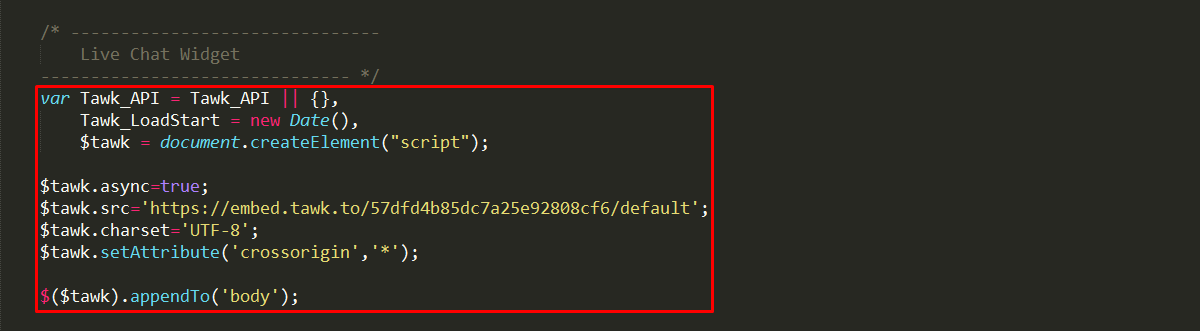 /* -------------------------------
Live Chat Widget
------------------------------- */
var Tawk_API = Tawk_API || {},
Tawk_LoadStart = new Date(),
$tawk = document.createElement("script");
$tawk.async=true;
$tawk.src='https://embed.tawk.to/57dfd4b85dc7a25e92808cf6/default';
$tawk.charset='UTF-8';
$tawk.setAttribute('crossorigin','*');
$($tawk).appendTo('body');